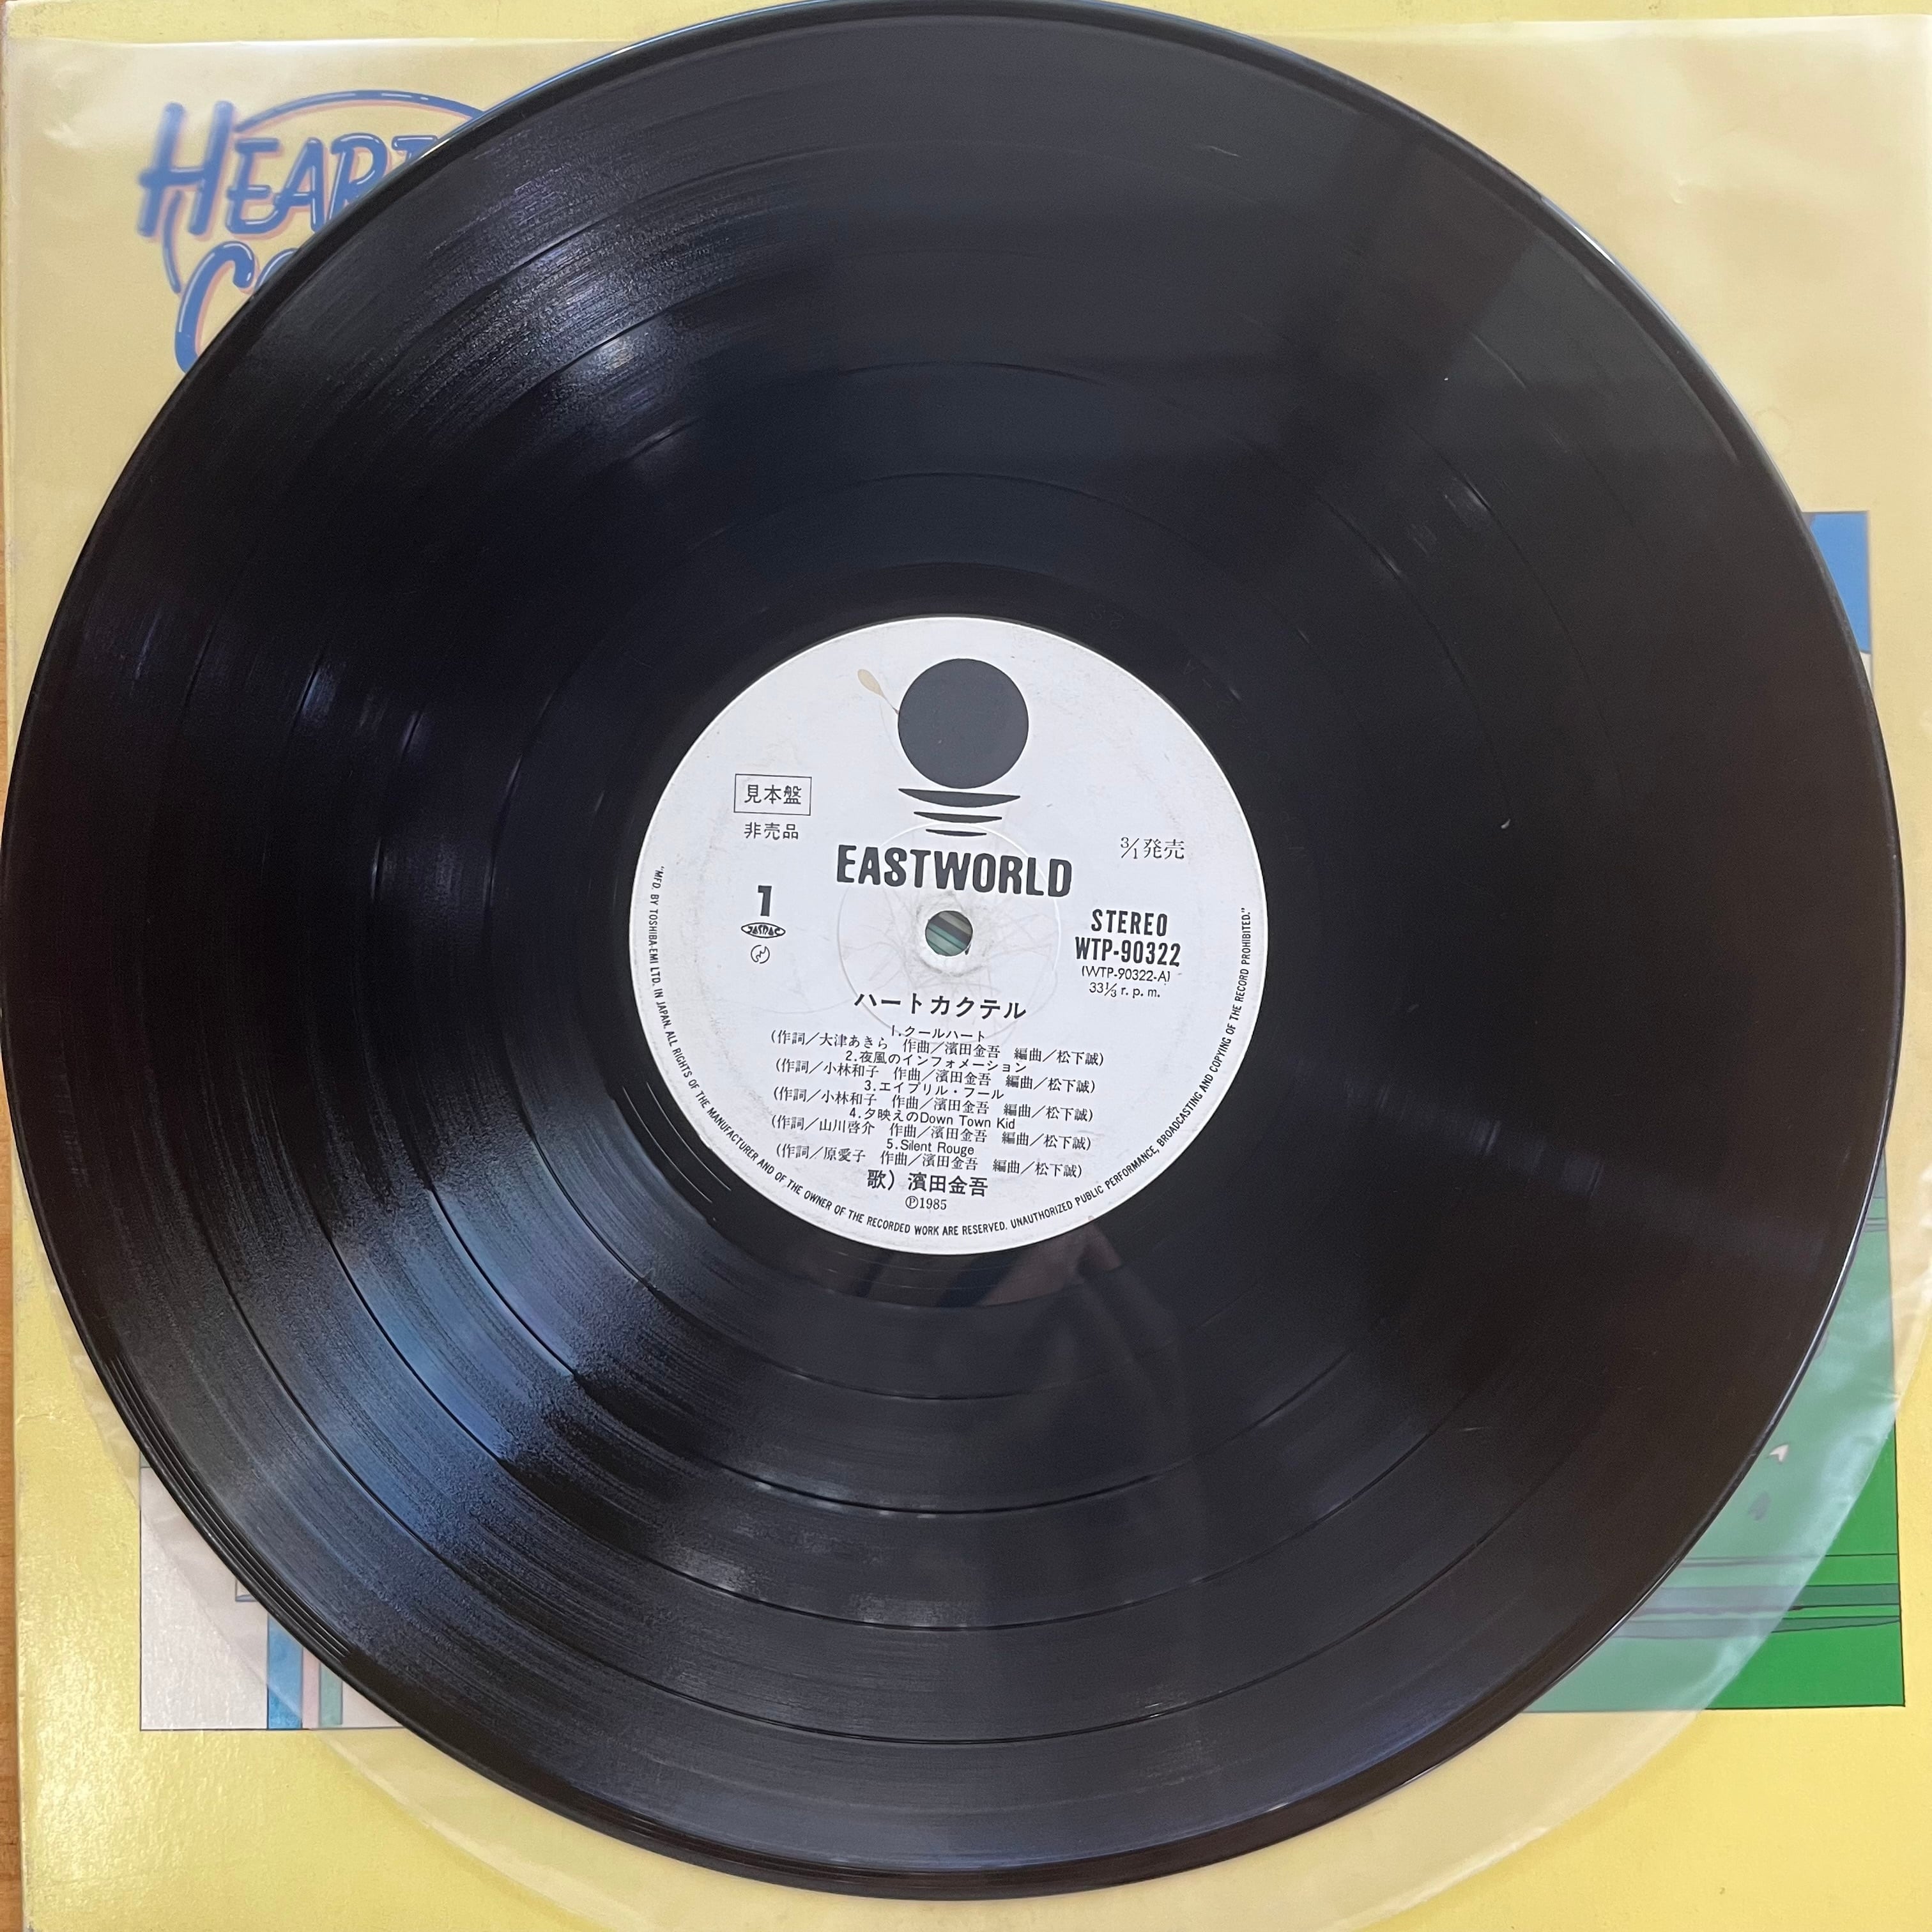 HEAR
見本盤
非売品
EASTWORLD
3/1発売
1
JASRAC
STEREO
WTP-90322
(WTP-90322-A)
33 1/3 r.p.m.
ハートカクテル
1.クールハート
(作詞/大津あきら 作曲/濱田金吾 編曲/松下誠)
2.夜風のインフォメーション
(作詞/小林和子 作曲/濱田金吾 編曲/松下誠)
3.エイプリル・フール
(作詞/小林和子 作曲/濱田金吾 編曲/松下誠)
4.夕映えのDown Town Kid
(作詞/山川啓介 作曲/濱田金吾 編曲/松下誠)
5.Silent Rouge
(作詞/原愛子 作曲/濱田金吾 編曲/松下誠)
歌) 濱田金吾
Ⓟ1985
"MFD. BY TOSHIBA-EMI LTD. IN JAPAN. ALL RIGHTS OF THE MANUFACTURER AND OF THE OWNER OF THE RECORDED WORK ARE RESERVED. UNAUTHORIZED PUBLIC PERFORMANCE, BROADCASTING AND COPYING OF THE RECORD PROHIBITED."